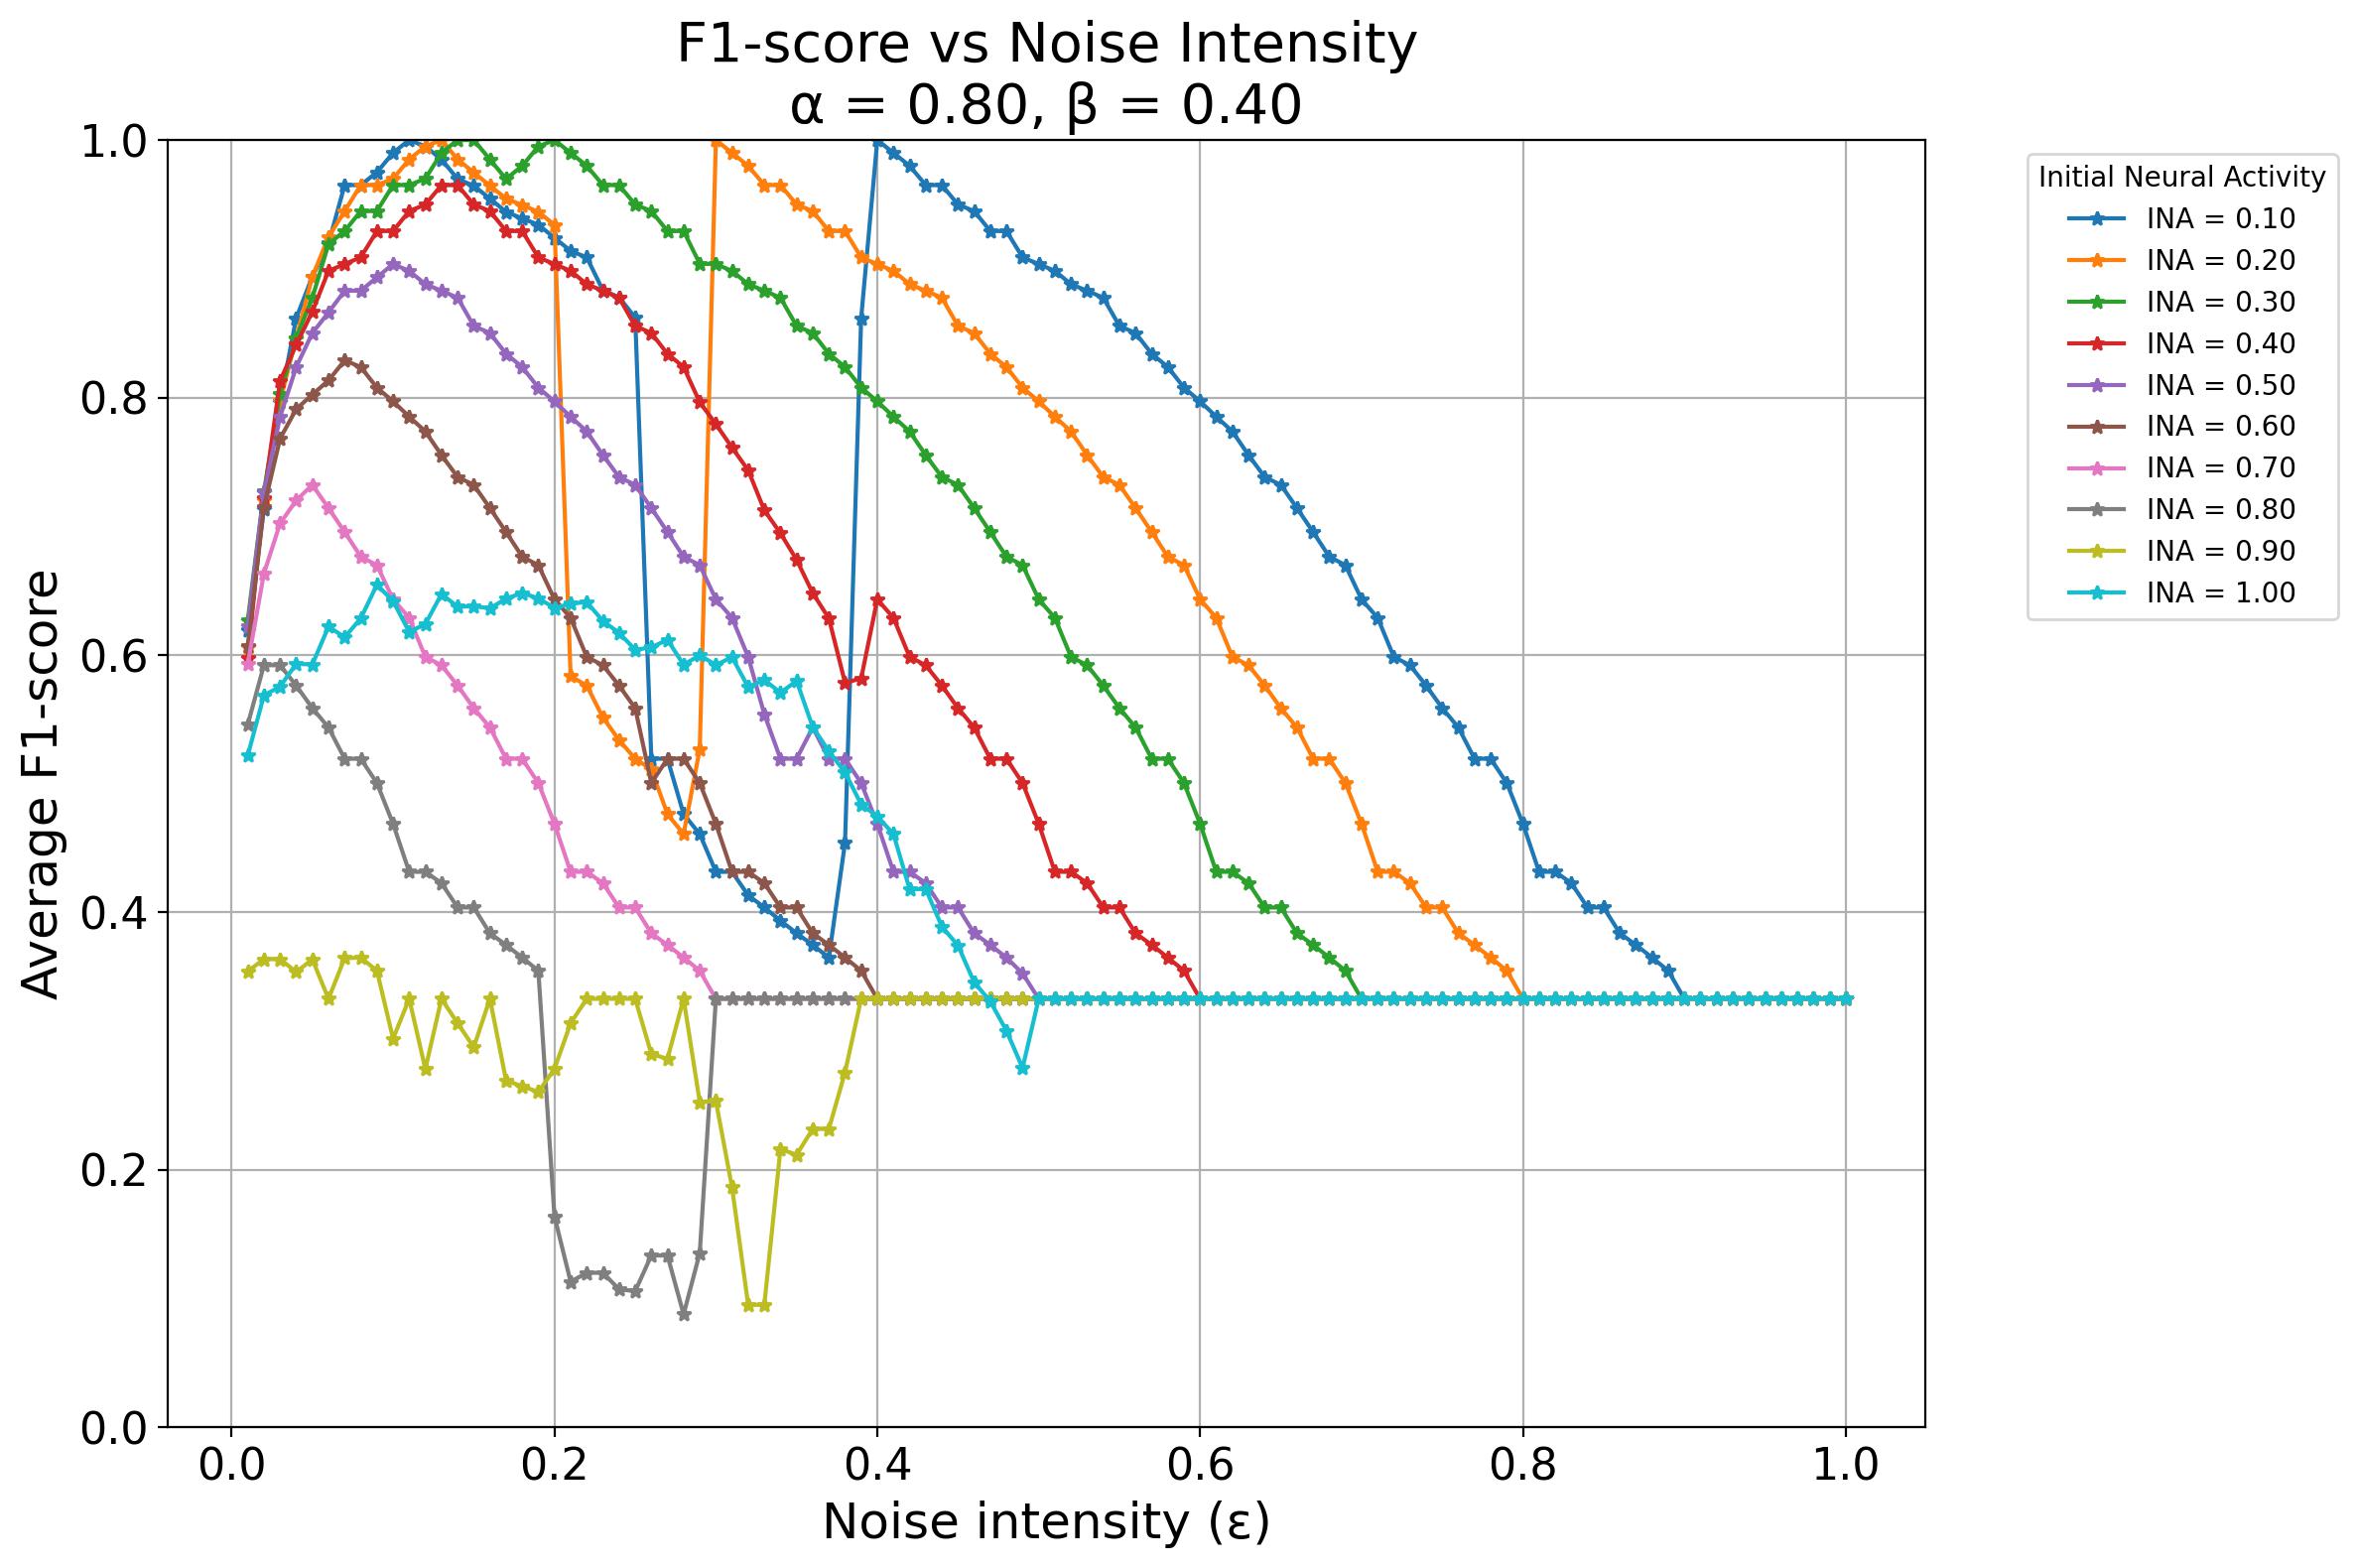 F1-score vs Noise Intensity
α = 0.80, β = 0.40
Average F1-score
1.0
0.8
0.6
0.4
0.2
0.0
0.0 0.2 0.4 0.6 0.8 1.0
Noise intensity (ε)
Initial Neural Activity
INA = 0.10
INA = 0.20
INA = 0.30
INA = 0.40
INA = 0.50
INA = 0.60
INA = 0.70
INA = 0.80
INA = 0.90
INA = 1.00